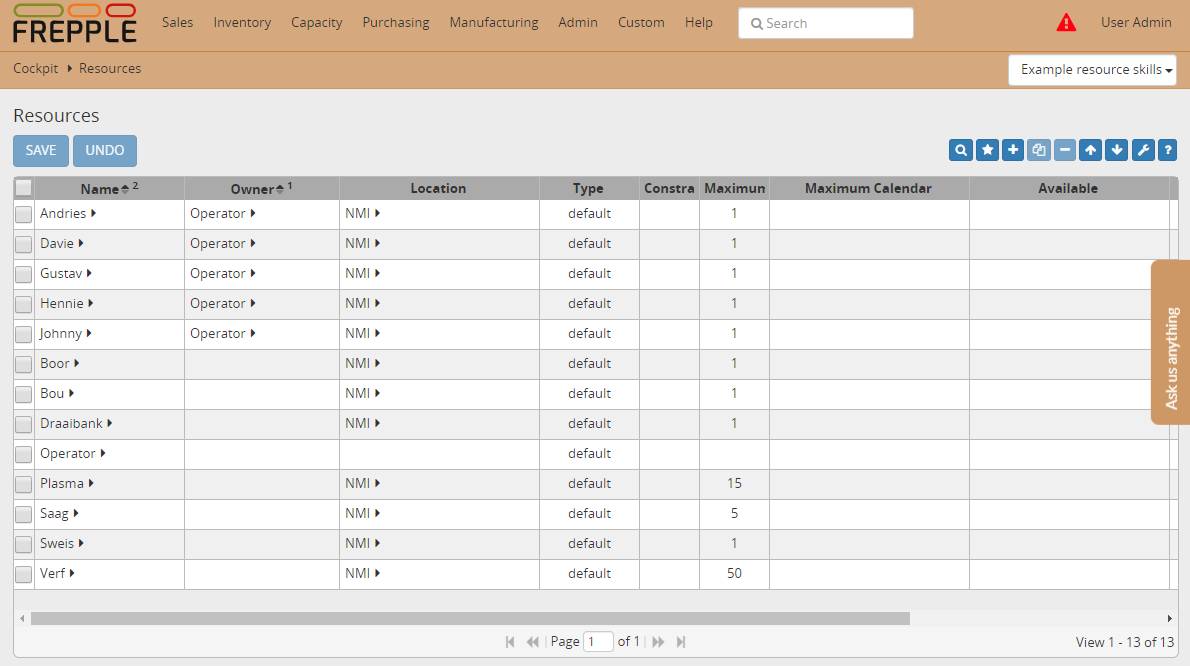 FREPPLE Sales Inventory Capacity Purchasing Manufacturing Admin Custom Help Search User Admin
Cockpit Resources Example resource skills
Resources
SAVE UNDO ?
Name 2 Owner 1 Location Type Constra Maximun Maximum Calendar Available
Andries Operator NMI default 1
Davie Operator NMI default 1
Gustav Operator NMI default 1
Hennie Operator NMI default 1
Johnny Operator NMI default 1
Boor NMI default 1
Bou NMI default 1
Draaibank NMI default 1
Operator default
Plasma NMI default 15
Saag NMI default 5
Sweis NMI default 1
Verf NMI default 50
Page 1 of 1 View 1 - 13 of 13
Ask us anything